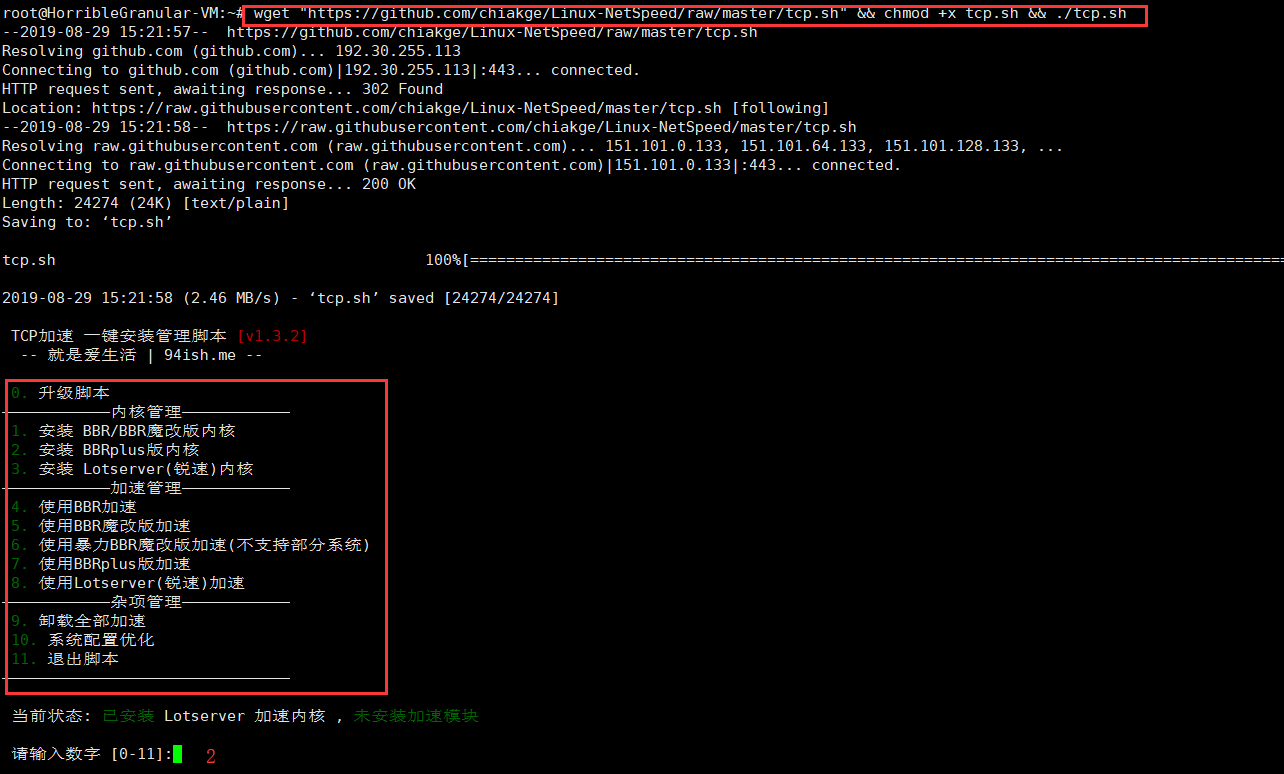 root@HorribleGranular-VM:~# wget "https://github.com/chiakge/Linux-NetSpeed/raw/master/tcp.sh" && chmod +x tcp.sh && ./tcp.sh
--2019-08-29 15:21:57--  https://github.com/chiakge/Linux-NetSpeed/raw/master/tcp.sh
Resolving github.com (github.com)... 192.30.255.113
Connecting to github.com (github.com)|192.30.255.113|:443... connected.
HTTP request sent, awaiting response... 302 Found
Location: https://raw.githubusercontent.com/chiakge/Linux-NetSpeed/master/tcp.sh [following]
--2019-08-29 15:21:58--  https://raw.githubusercontent.com/chiakge/Linux-NetSpeed/master/tcp.sh
Resolving raw.githubusercontent.com (raw.githubusercontent.com)... 151.101.0.133, 151.101.64.133, 151.101.128.133, ...
Connecting to raw.githubusercontent.com (raw.githubusercontent.com)|151.101.0.133|:443... connected.
HTTP request sent, awaiting response... 200 OK
Length: 24274 (24K) [text/plain]
Saving to: ‘tcp.sh’
tcp.sh 100%[==========================================================================================
2019-08-29 15:21:58 (2.46 MB/s) - ‘tcp.sh’ saved [24274/24274]
TCP加速 一键安装管理脚本 [v1.3.2]
-- 就是爱生活 | 94ish.me --
0. 升级脚本
————————————内核管理————————————
1. 安装 BBR/BBR魔改版内核
2. 安装 BBRplus版内核
3. 安装 Lotserver(锐速)内核
————————————加速管理————————————
4. 使用BBR加速
5. 使用BBR魔改版加速
6. 使用暴力BBR魔改版加速(不支持部分系统)
7. 使用BBRplus版加速
8. 使用Lotserver(锐速)加速
————————————杂项管理————————————
9. 卸载全部加速
10. 系统配置优化
11. 退出脚本
————————————————————————————————
当前状态: 已安装 Lotserver 加速内核 , 未安装加速模块
请输入数字 [0-11]: 2